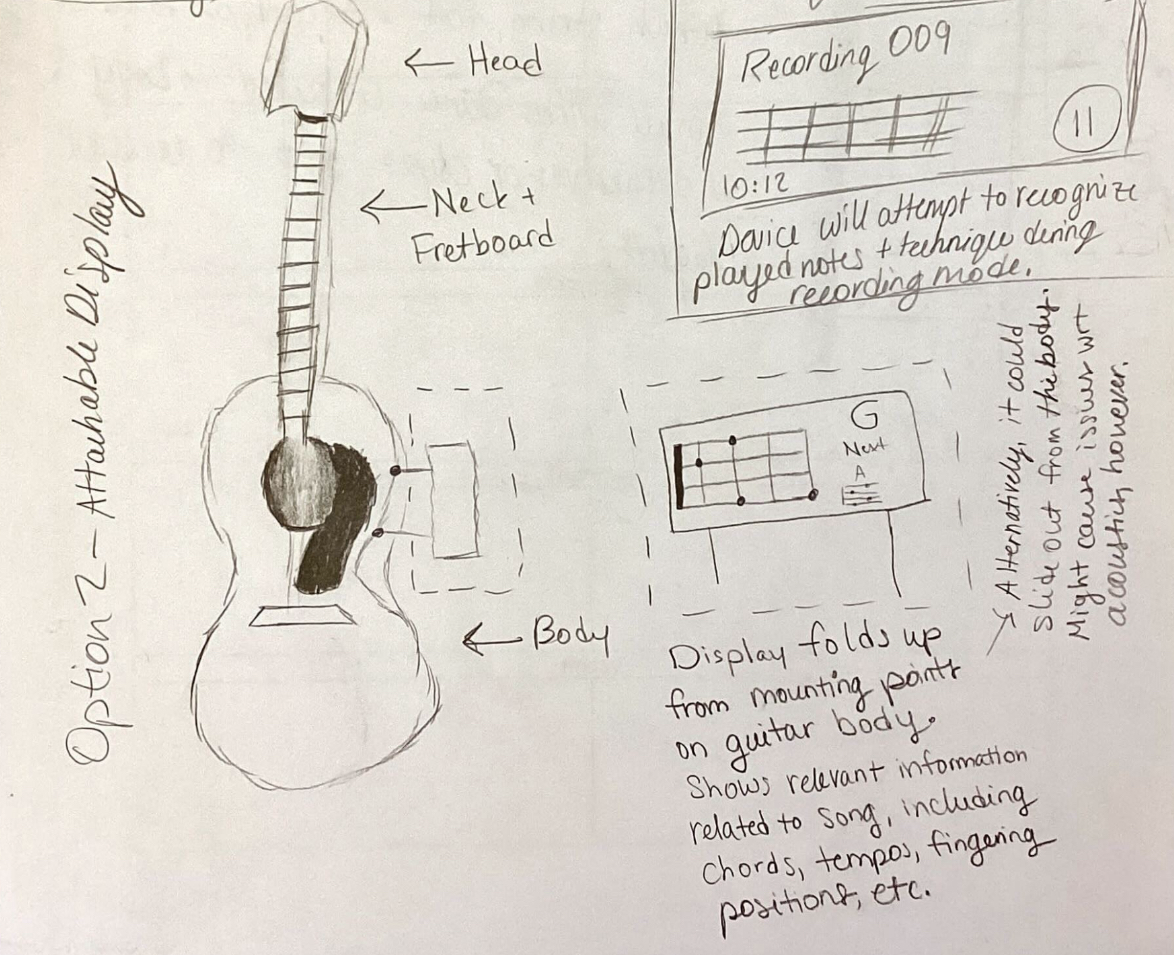 Option 2 — Attachable Display
← Head
← Neck +
Fretboard
← Body
Recording 009
10:12
Device will attempt to recognize
played notes + technique during
recording mode.
G
Next
A
Display folds up
from mounting points
on guitar body.
Shows relevant information
related to song, including
chords, tempos, fingering
positions, etc.
→ Alternatively, it could
slide out from the body.
Might cause issues wrt
acoustics, however.